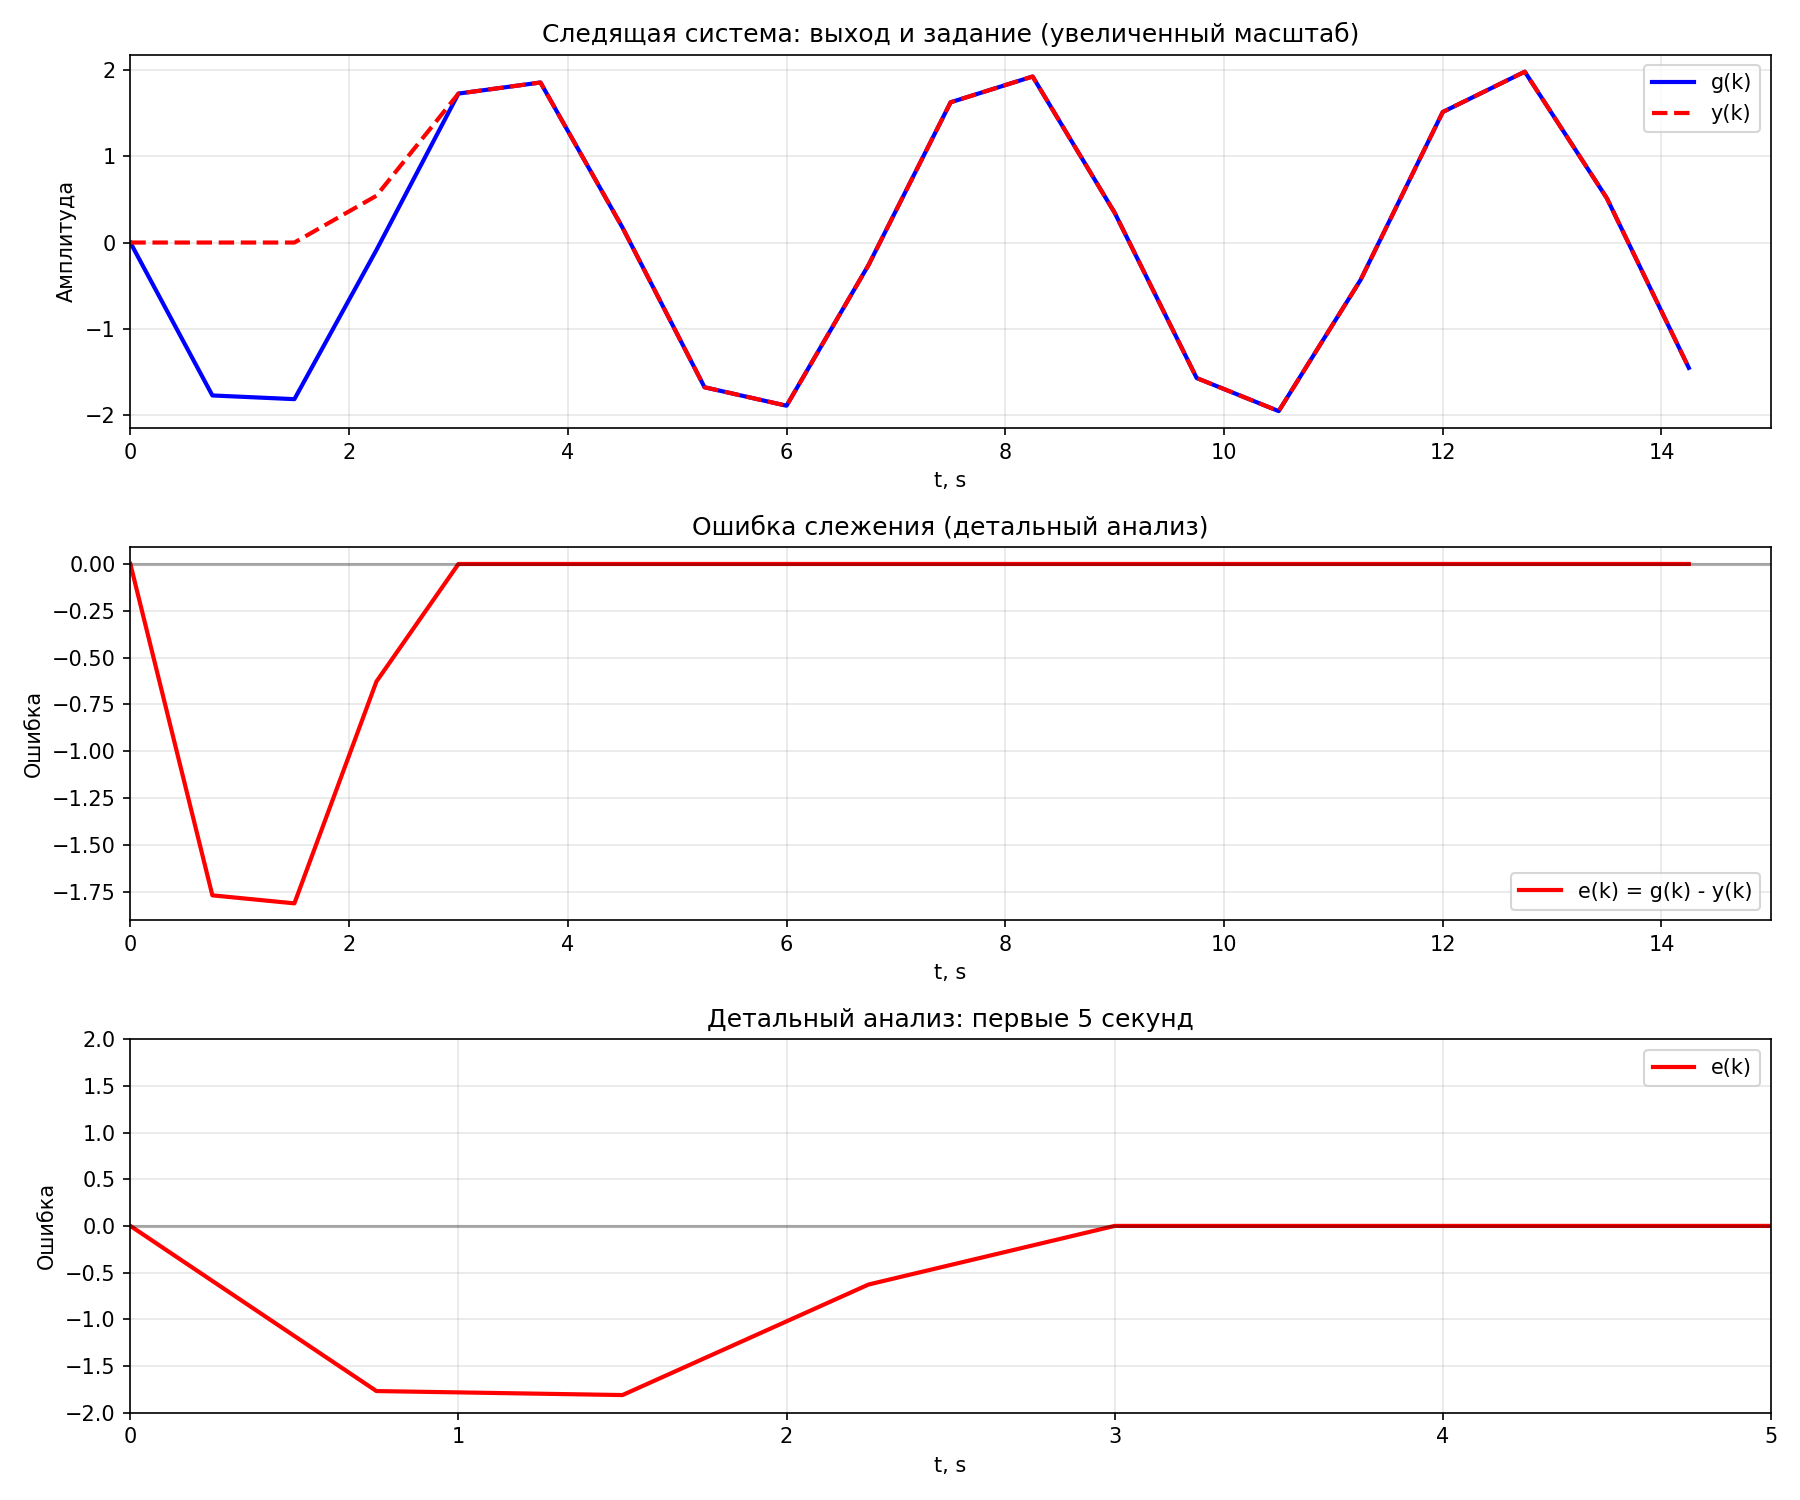 Следящая система: выход и задание (увеличенный масштаб)
Амплитуда
2
1
0
−1
−2
g(k)
y(k)
0 2 4 6 8 10 12 14
t, s
Ошибка слежения (детальный анализ)
Ошибка
0.00
−0.25
−0.50
−0.75
−1.00
−1.25
−1.50
−1.75
e(k) = g(k) - y(k)
0 2 4 6 8 10 12 14
t, s
Детальный анализ: первые 5 секунд
Ошибка
2.0
1.5
1.0
0.5
0.0
−0.5
−1.0
−1.5
−2.0
e(k)
0 1 2 3 4 5
t, s